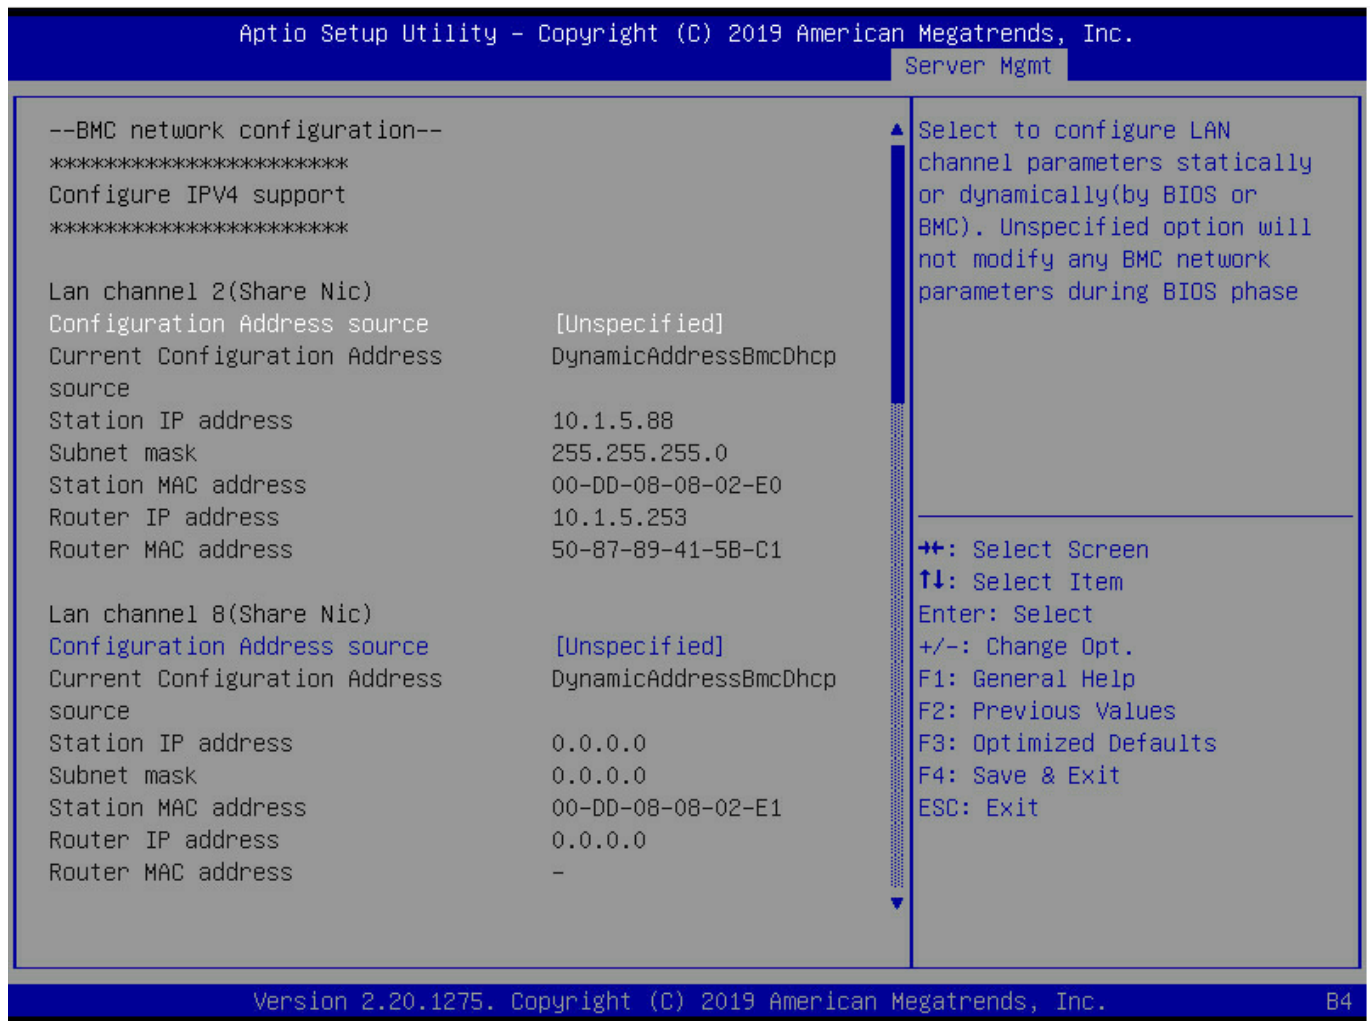 Aptio Setup Utility – Copyright (C) 2019 American Megatrends, Inc.
Server Mgmt
--BMC network configuration--
**********************
Configure IPV4 support
**********************
Lan channel 2(Share Nic)
Configuration Address source [Unspecified]
Current Configuration Address DynamicAddressBmcDhcp
source
Station IP address 10.1.5.88
Subnet mask 255.255.255.0
Station MAC address 00-DD-08-08-02-E0
Router IP address 10.1.5.253
Router MAC address 50-87-89-41-5B-C1
Lan channel 8(Share Nic)
Configuration Address source [Unspecified]
Current Configuration Address DynamicAddressBmcDhcp
source
Station IP address 0.0.0.0
Subnet mask 0.0.0.0
Station MAC address 00-DD-08-08-02-E1
Router IP address 0.0.0.0
Router MAC address -
Select to configure LAN
channel parameters statically
or dynamically(by BIOS or
BMC). Unspecified option will
not modify any BMC network
parameters during BIOS phase
→←: Select Screen
↑↓: Select Item
Enter: Select
+/-: Change Opt.
F1: General Help
F2: Previous Values
F3: Optimized Defaults
F4: Save & Exit
ESC: Exit
Version 2.20.1275. Copyright (C) 2019 American Megatrends, Inc.
B4